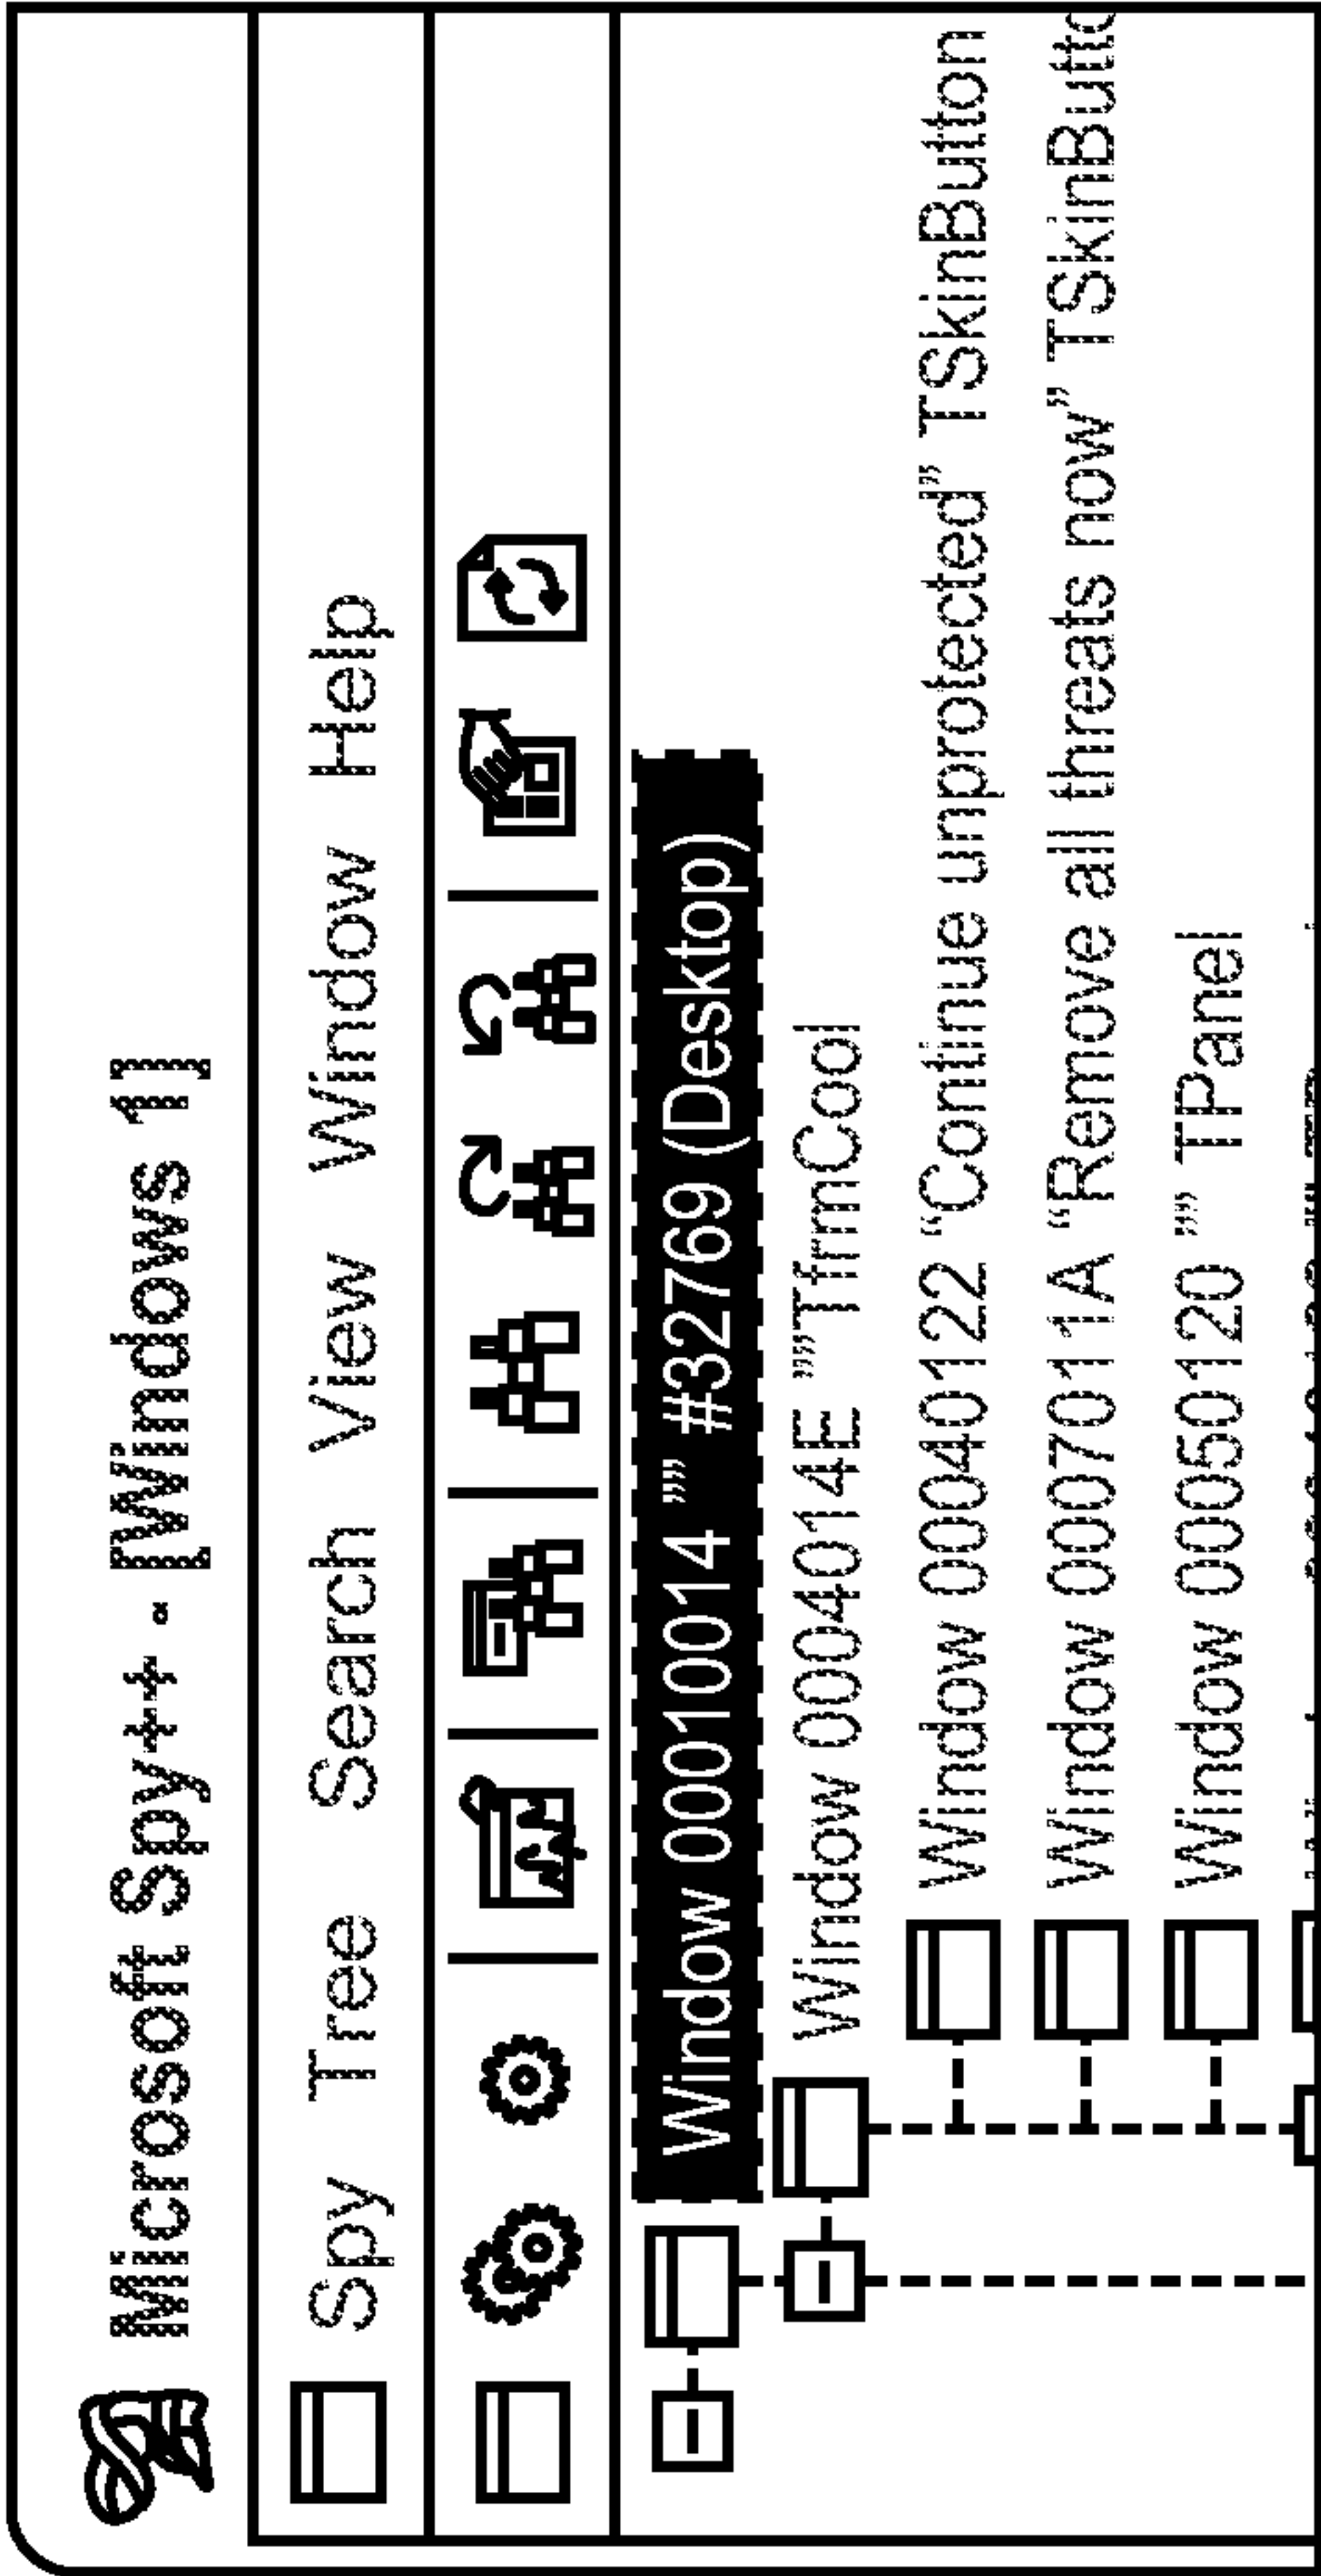 Microsoft Spy++ - [Windows 1]
Spy Tree Search View Window Help
Window 00010014 ”” #32769 (Desktop)
Window 0004014E ””TfrmCool
Window 00040122 “Continue unprotected” TSkinButton
Window 0007011A “Remove all threats now” TSkinButto
Window 00050120 ”” TPanel